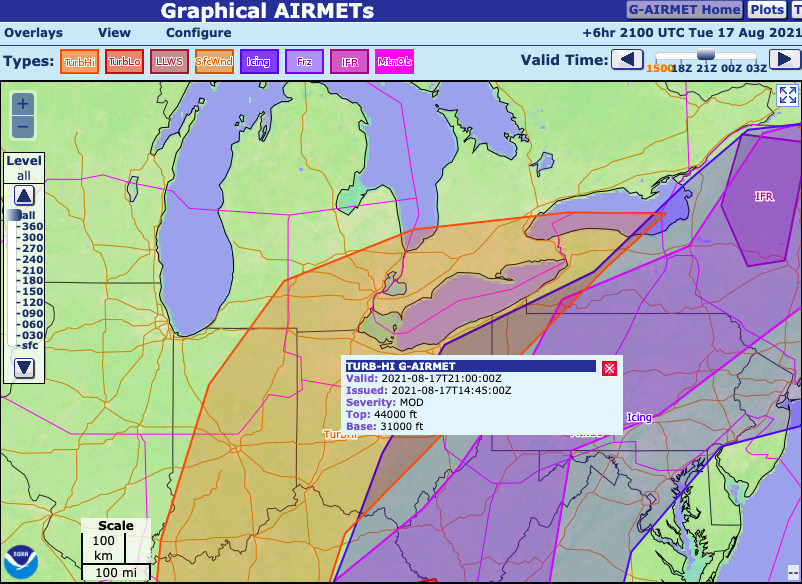 Graphical AIRMETs
G-AIRMET Home Plots
Overlays View Configure
+6hr 2100 UTC Tue 17 Aug 2021
Types: TurbHi TurbLo LLWS SfcWnd Icing Frz IFR MtnOb
Valid Time:
1500 18Z 21Z 00Z 03Z
+
−
Level
all
all
360
300
270
240
210
180
150
120
090
060
030
sfc
IFR
TURB-HI G-AIRMET
Valid: 2021-08-17T21:00:00Z
Issued: 2021-08-17T14:45:00Z
Severity: MOD
Top: 44000 ft
Base: 31000 ft
Icing
TurbHi
Scale
100
km
100 mi
NOAA
--